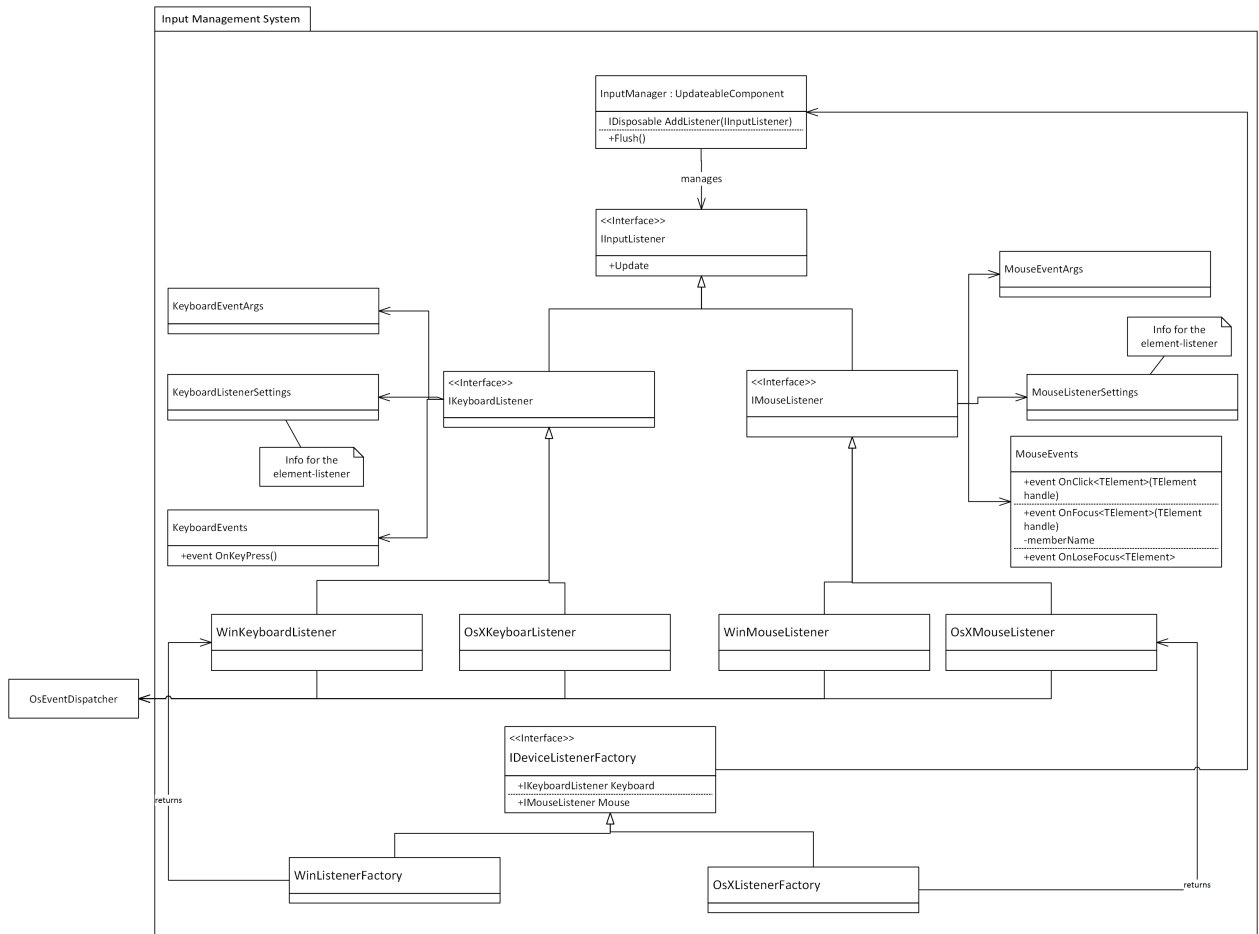 Input Management System
InputManager : UpdateableComponent
IDisposable AddListener(IInputListener)
+Flush()
manages
<<Interface>>
IInputListener
+Update
MouseEventArgs
KeyboardEventArgs
Info for the
element-listener
<<Interface>>
IKeyboardListener
<<Interface>>
IMouseListener
KeyboardListenerSettings
MouseListenerSettings
Info for the
element-listener
MouseEvents
+event OnClick<TElement>(TElement
handle)
+event OnFocus<TElement>(TElement
handle)
-memberName
+event OnLoseFocus<TElement>
KeyboardEvents
+event OnKeyPress()
WinKeyboardListener
OsXKeyboarListener
WinMouseListener
OsXMouseListener
OsEventDispatcher
<<Interface>>
IDeviceListenerFactory
+IKeyboardListener Keyboard
+IMouseListener Mouse
returns
WinListenerFactory
OsXListenerFactory
returns